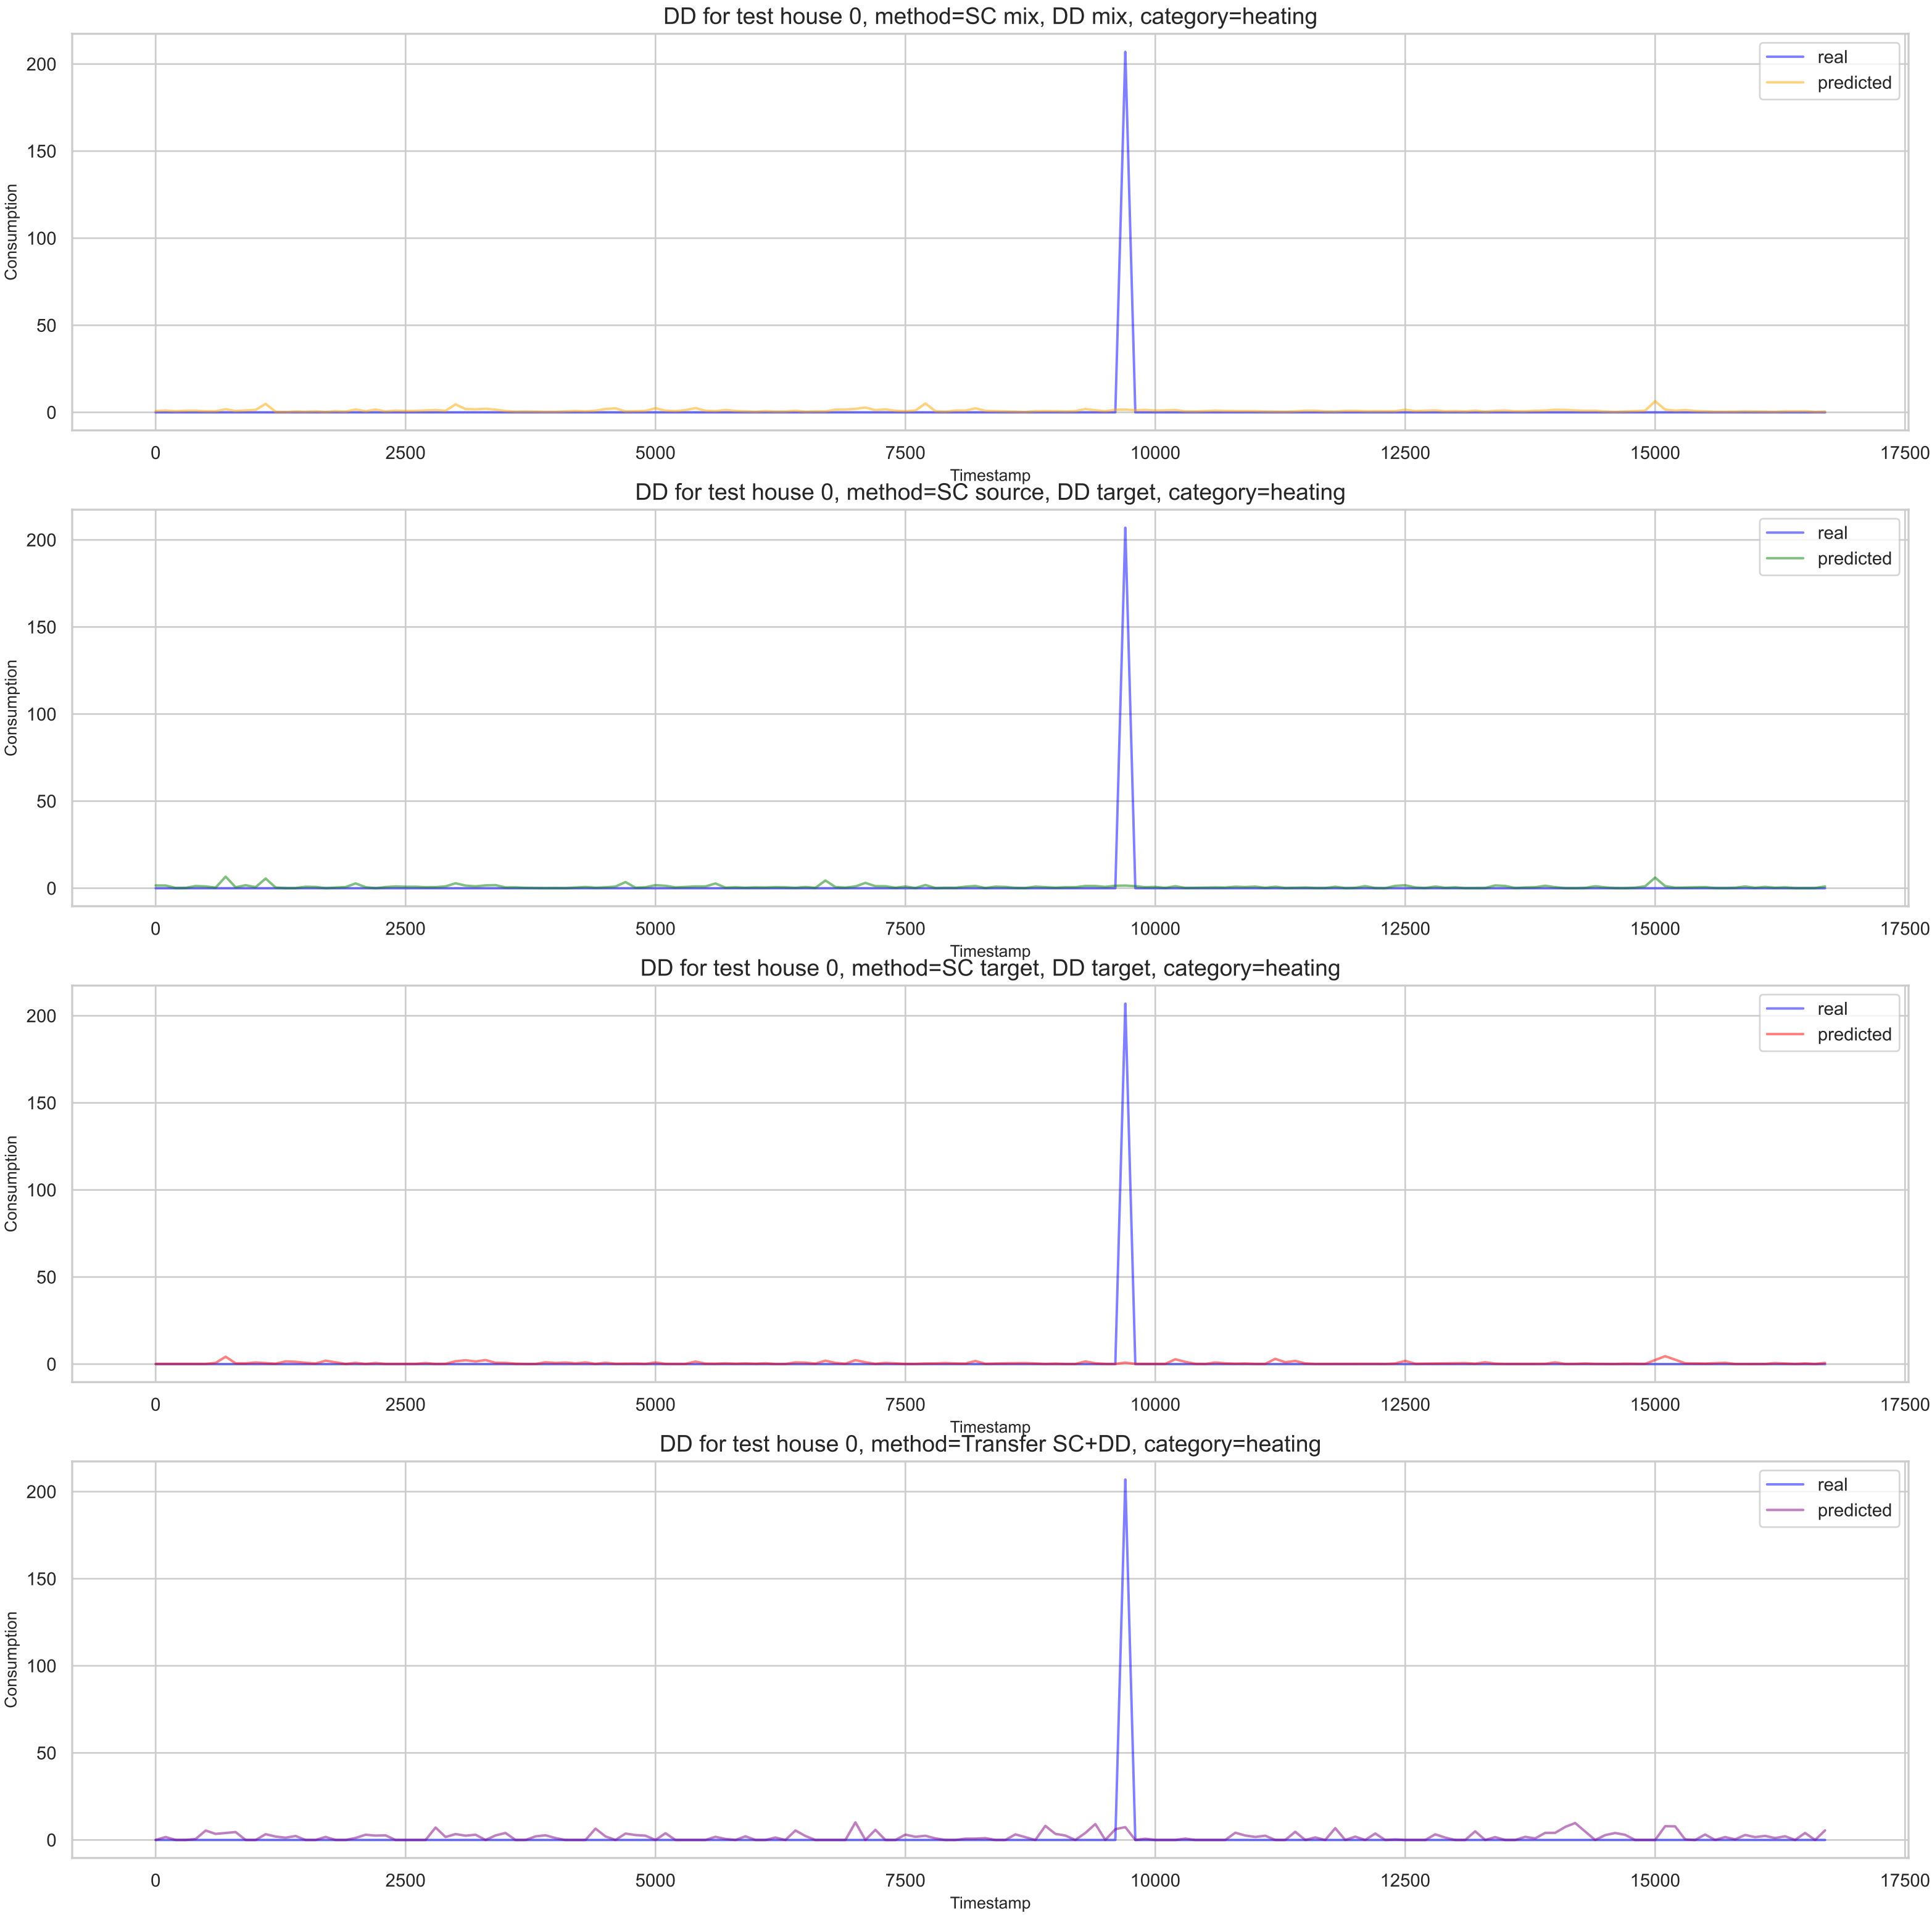 DD for test house 0, method=SC mix, DD mix, category=heating
200
150
100
50
0
Consumption
real
predicted
0 2500 5000 7500 10000 12500 15000 17500
Timestamp
DD for test house 0, method=SC source, DD target, category=heating
200
150
100
50
0
Consumption
real
predicted
0 2500 5000 7500 10000 12500 15000 17500
Timestamp
DD for test house 0, method=SC target, DD target, category=heating
200
150
100
50
0
Consumption
real
predicted
0 2500 5000 7500 10000 12500 15000 17500
Timestamp
DD for test house 0, method=Transfer SC+DD, category=heating
200
150
100
50
0
Consumption
real
predicted
0 2500 5000 7500 10000 12500 15000 17500
Timestamp